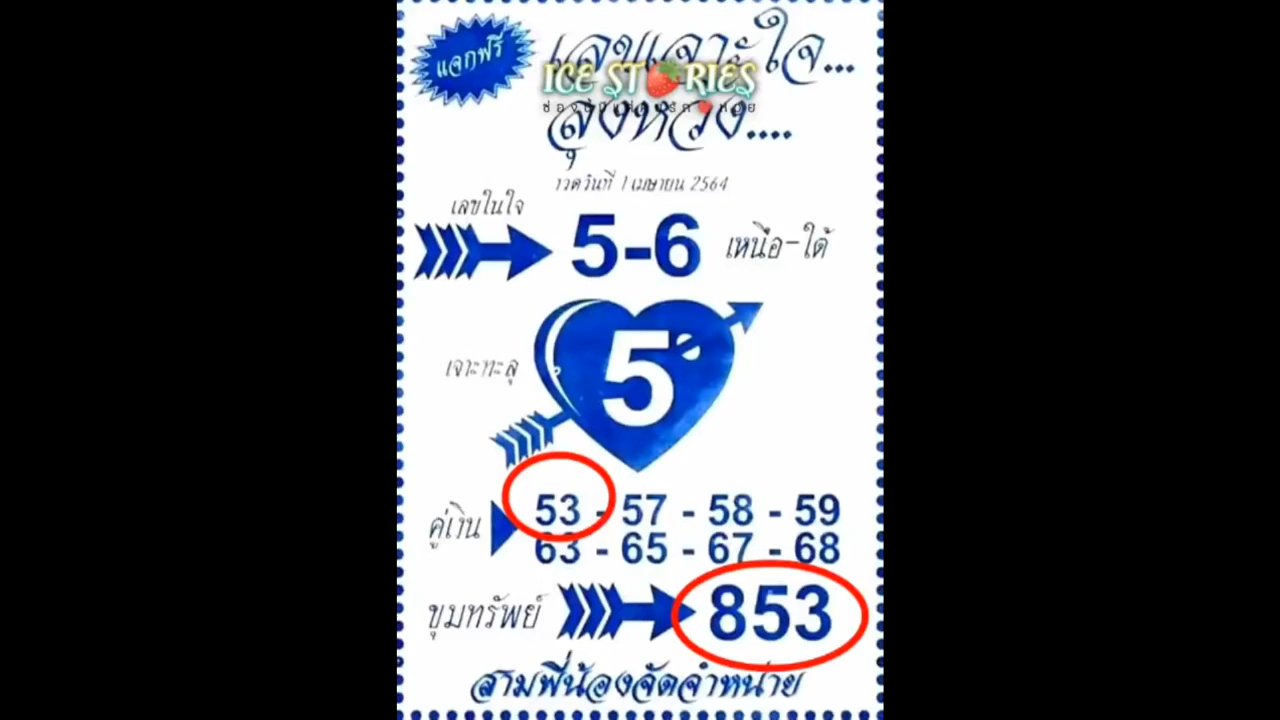 แจกฟรี
เลขเจาะใจ...
ICE STORIES
ลุงหวัง....
งวดวันที่ 1 เมษายน 2564
เลขในใจ
5-6 เหนือ-ใต้
เจาะทะลุ
5
คู่เงิน
53 - 57 - 58 - 59
63 - 65 - 67 - 68
ขุมทรัพย์ 853
สามพี่น้องจัดจำหน่าย